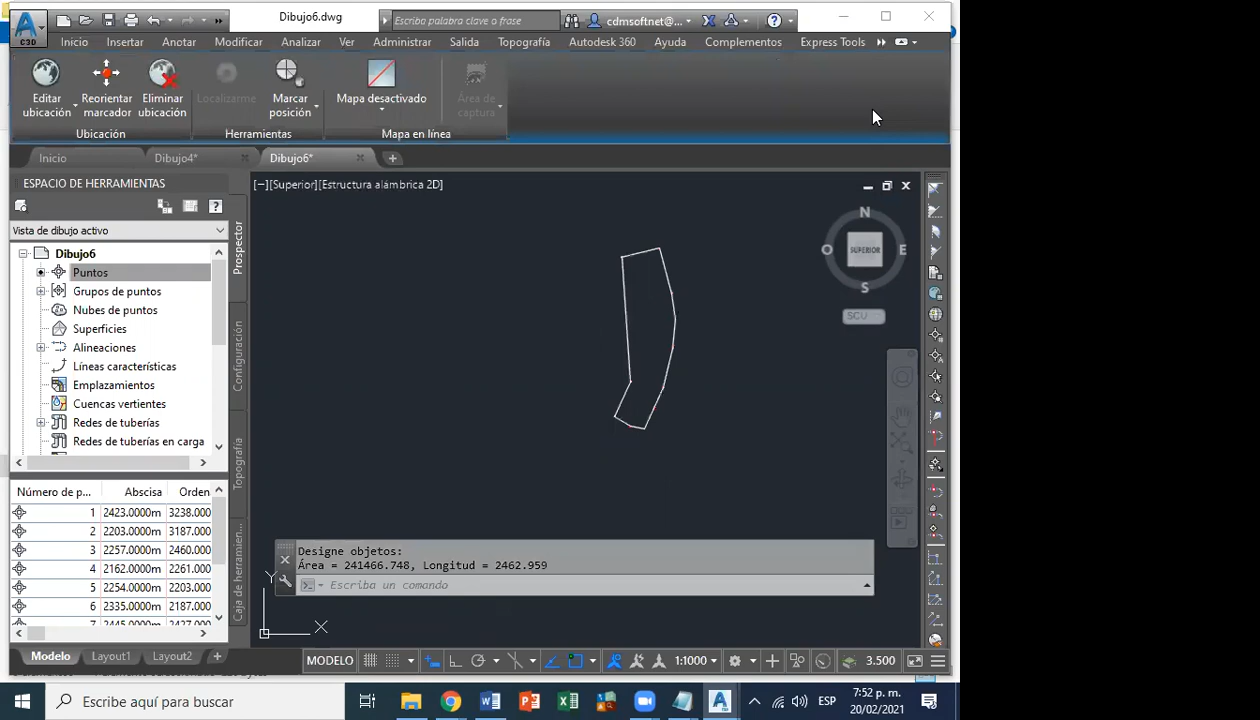 Dibujo6.dwg
Escriba palabra clave o frase
cdmsoftnet@...
C3D
Inicio Insertar Anotar Modificar Analizar Ver Administrar Salida Topografía Autodesk 360 Ayuda Complementos Express Tools
Editar ubicación
Reorientar marcador
Eliminar ubicación
Localizarme
Marcar posición
Mapa desactivado
Área de captura
Ubicación Herramientas Mapa en línea
Inicio Dibujo4* Dibujo6*
ESPACIO DE HERRAMIENTAS
[−][Superior][Estructura alámbrica 2D]
Vista de dibujo activo
Dibujo6
Puntos
Grupos de puntos
Nubes de puntos
Superficies
Alineaciones
Líneas características
Emplazamientos
Cuencas vertientes
Redes de tuberías
Redes de tuberías en carga
Prospector
Configuración
Topografía
Caja de herramien...
N
O SUPERIOR E
S
SCU
Número de p... Abscisa Orden
1 2423.0000m 3238.000
2 2203.0000m 3187.000
3 2257.0000m 2460.000
4 2162.0000m 2261.000
5 2254.0000m 2203.000
6 2335.0000m 2187.000
7 2445.0000m 2427.000
Designe objetos:
Área = 241466.748, Longitud = 2462.959
Escriba un comando
Y
X
Modelo Layout1 Layout2 +
MODELO 1:1000 3.500
Escribe aquí para buscar
ESP
7:52 p. m.
20/02/2021